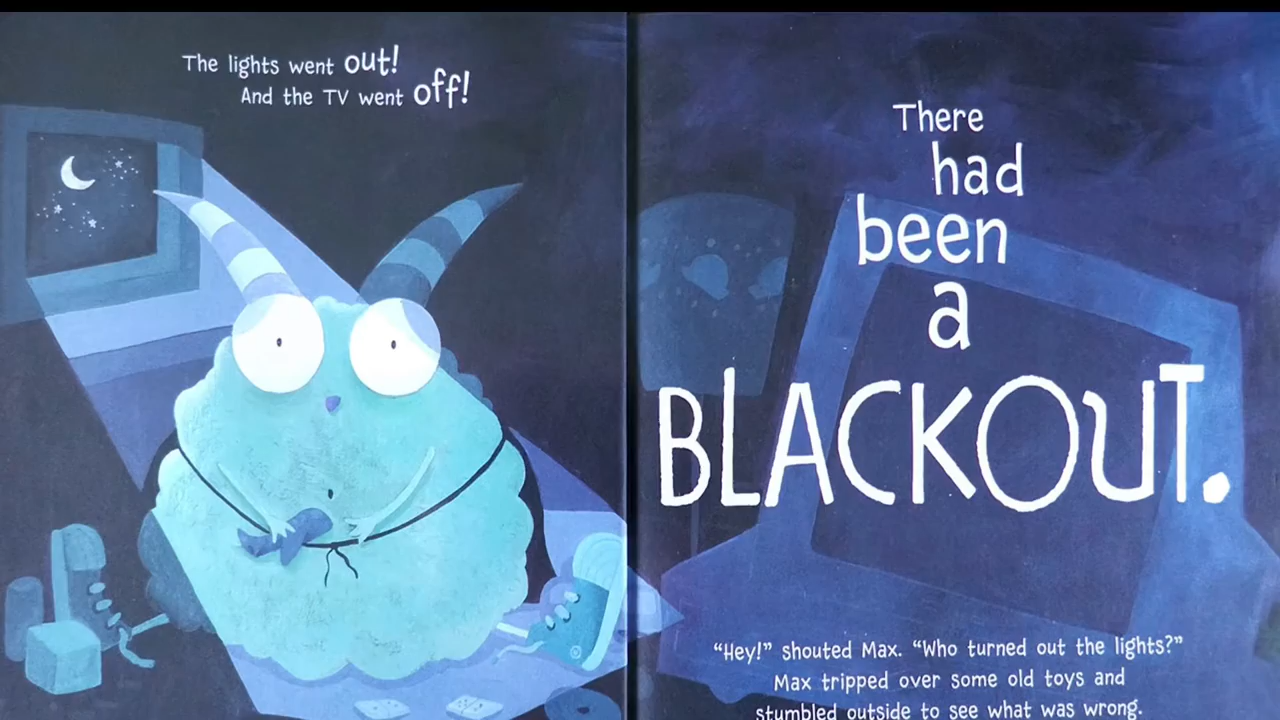 The lights went out!
And the TV went off!
There
had
been
a
BLACKOUT.
“Hey!” shouted Max. “Who turned out the lights?”
Max tripped over some old toys and
stumbled outside to see what was wrong.